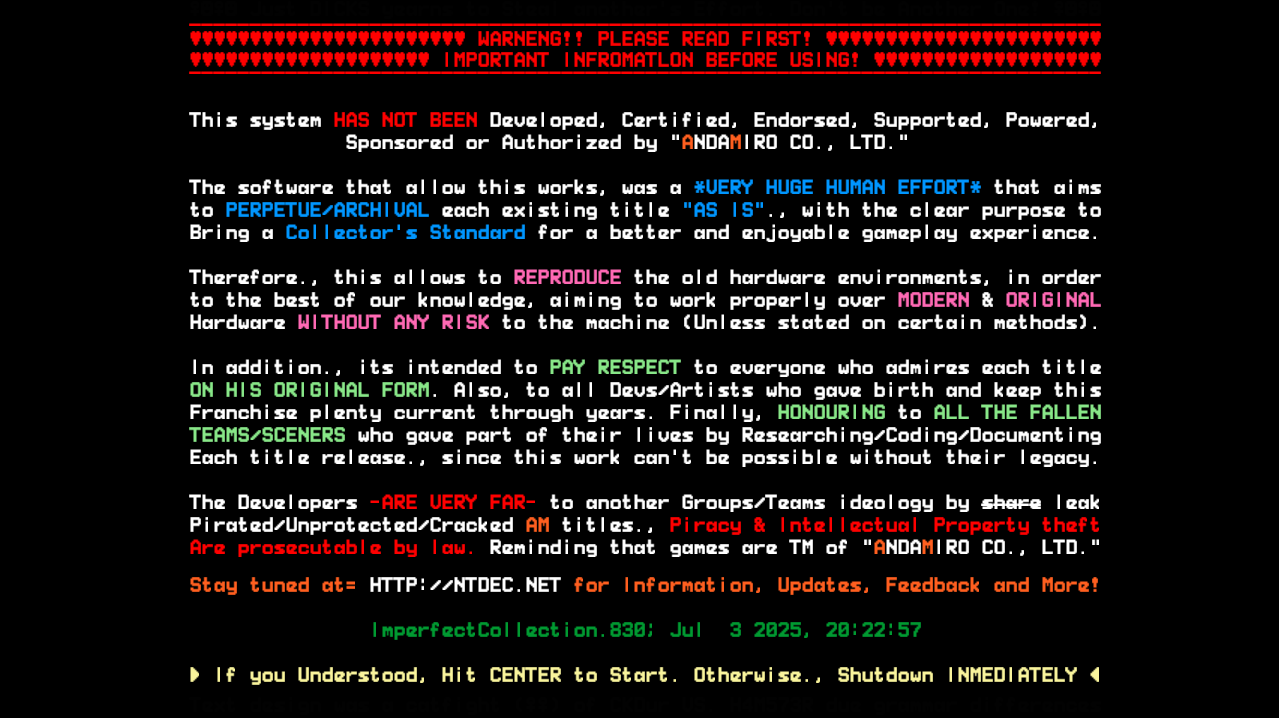 ♥♥♥♥♥♥♥♥♥♥♥♥♥♥♥♥♥♥♥♥♥♥♥ WARNENG!! PLEASE READ FIRST! ♥♥♥♥♥♥♥♥♥♥♥♥♥♥♥♥♥♥♥♥♥♥♥
♥♥♥♥♥♥♥♥♥♥♥♥♥♥♥♥♥♥♥♥ IMPORTANT INFROMATLON BEFORE USING! ♥♥♥♥♥♥♥♥♥♥♥♥♥♥♥♥♥♥♥
This system HAS NOT BEEN Developed, Certified, Endorsed, Supported, Powered,
Sponsored or Authorized by "ANDAMIRO CO., LTD."
The software that allow this works, was a *VERY HUGE HUMAN EFFORT* that aims
to PERPETUE/ARCHIVAL each existing title "AS IS"., with the clear purpose to
Bring a Collector's Standard for a better and enjoyable gameplay experience.
Therefore., this allows to REPRODUCE the old hardware environments, in order
to the best of our knowledge, aiming to work properly over MODERN & ORIGINAL
Hardware WITHOUT ANY RISK to the machine (Unless stated on certain methods).
In addition., its intended to PAY RESPECT to everyone who admires each title
ON HIS ORIGINAL FORM. Also, to all Devs/Artists who gave birth and keep this
Franchise plenty current through years. Finally, HONOURING to ALL THE FALLEN
TEAMS/SCENERS who gave part of their lives by Researching/Coding/Documenting
Each title release., since this work can't be possible without their legacy.
The Developers -ARE VERY FAR- to another Groups/Teams ideology by share leak
Pirated/Unprotected/Cracked AM titles., Piracy & Intellectual Property theft
Are prosecutable by law. Reminding that games are TM of "ANDAMIRO CO., LTD."
Stay tuned at= HTTP://NTDEC.NET for Information, Updates, Feedback and More!
ImperfectCollection.830; Jul  3 2025, 20:22:57
If you Understood, Hit CENTER to Start. Otherwise., Shutdown INMEDIATELY